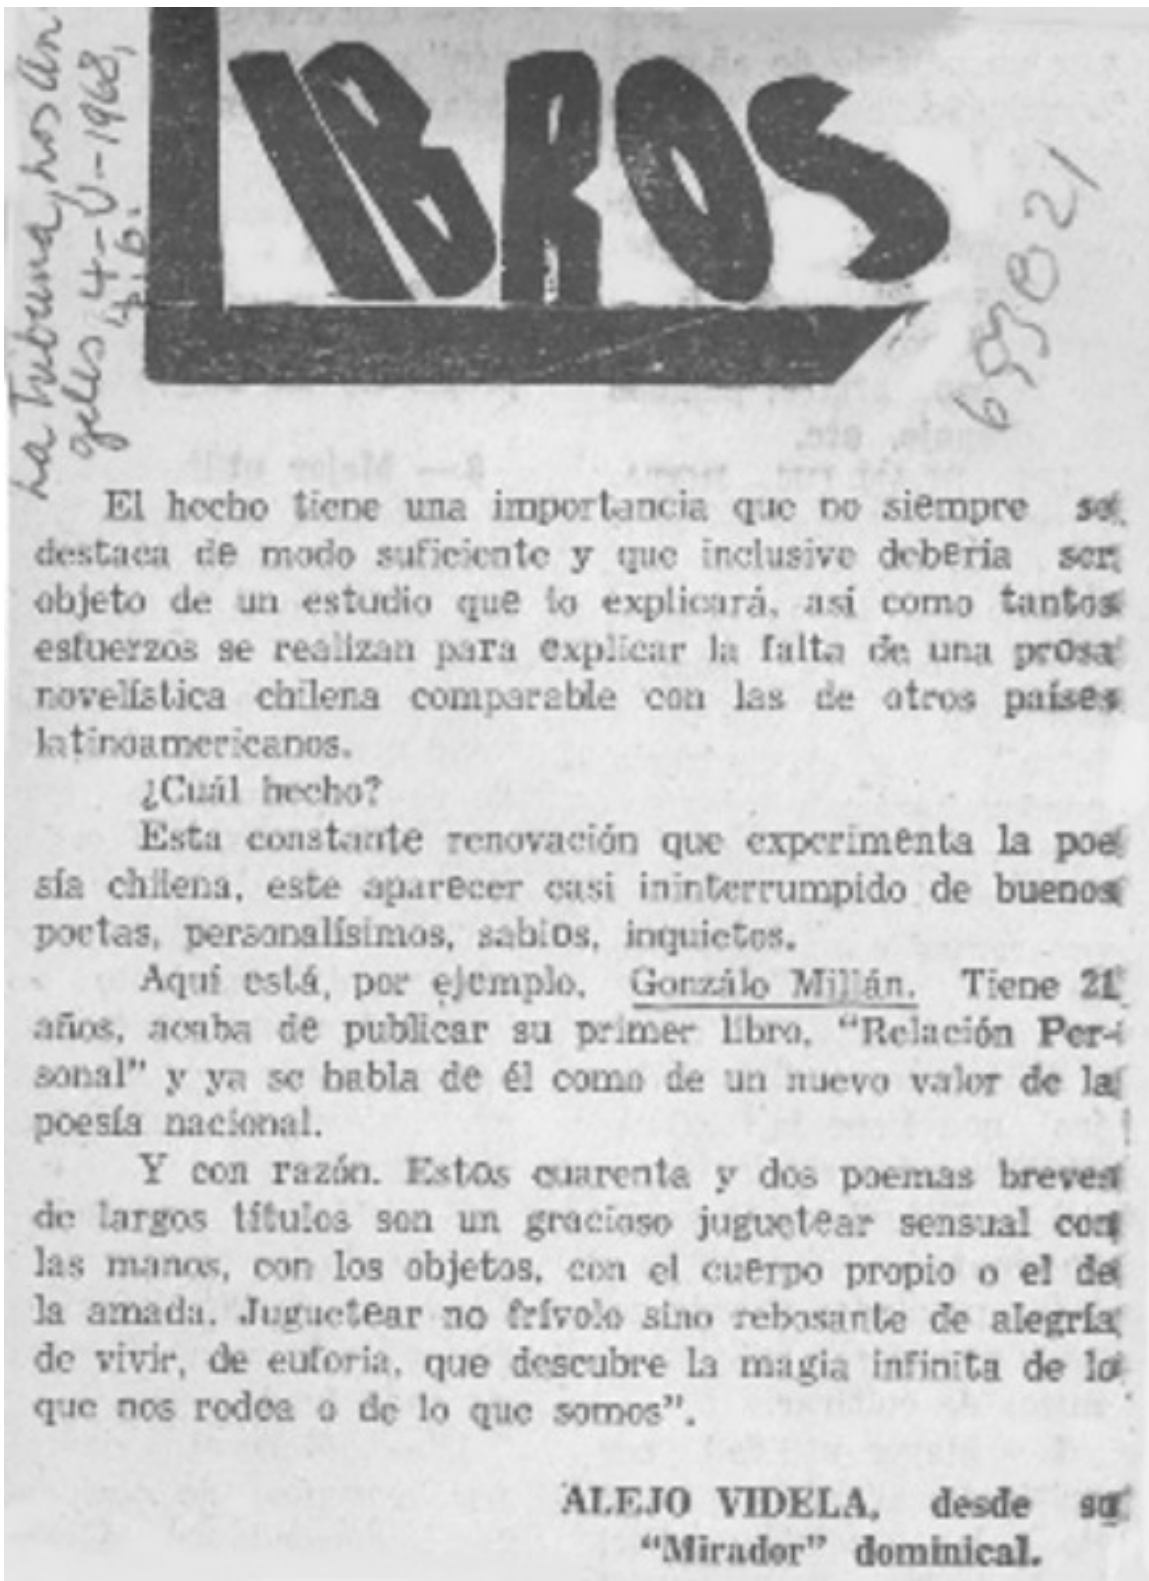 La Tribuna, Los An
geles, 4-V-1968,
p. 6.
LIBROS
699821
El hecho tiene una importancia que no siempre se
destaca de modo suficiente y que inclusive debería ser
objeto de un estudio que lo explicará, así como tantos
esfuerzos se realizan para explicar la falta de una prosa
novelística chilena comparable con las de otros países
latinoamericanos.
¿Cuál hecho?
Esta constante renovación que experimenta la poe
sía chilena, este aparecer casi ininterrumpido de buenos
poetas, personalísimos, sabios, inquietos.
Aquí está, por ejemplo, Gonzálo Millán. Tiene 21
años, acaba de publicar su primer libro, "Relación Per-
sonal" y ya se habla de él como de un nuevo valor de la
poesía nacional.
Y con razón. Estos cuarenta y dos poemas breves
de largos títulos son un gracioso juguetear sensual con
las manos, con los objetos, con el cuerpo propio o el de
la amada. Juguetear no frívolo sino rebosante de alegría
de vivir, de euforia, que descubre la magia infinita de lo
que nos rodea o de lo que somos".
ALEJO VIDELA, desde su
"Mirador" dominical.